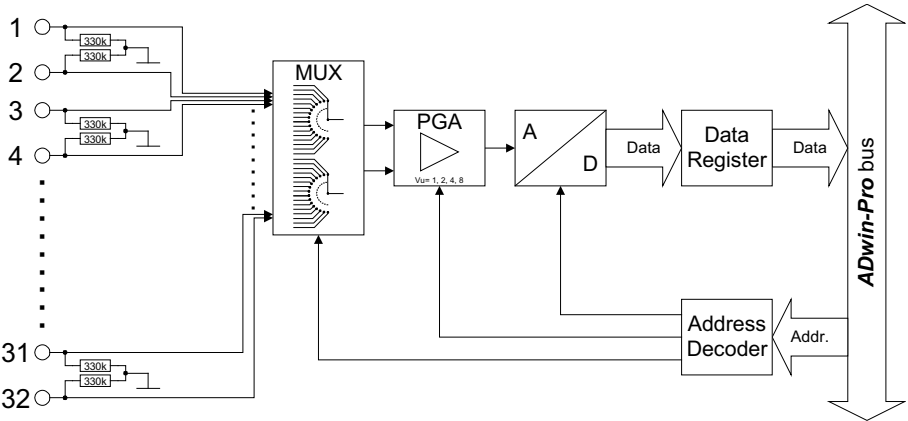 1
330k
330k
2
3
330k
330k
4
31
330k
330k
32
MUX
PGA
Vu= 1, 2, 4, 8
A
D
Data
Data
Register
Data
Address
Decoder
Addr.
ADwin-Pro bus